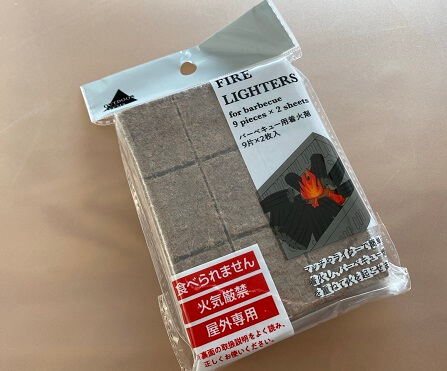 FIRE
LIGHTERS
for barbecue
9 pieces × 2 sheets
バーベキュー用着火剤
9片×2枚入
食べられません
火気厳禁
屋外専用
裏面の取扱説明をよく読み、
正しくお使いください。